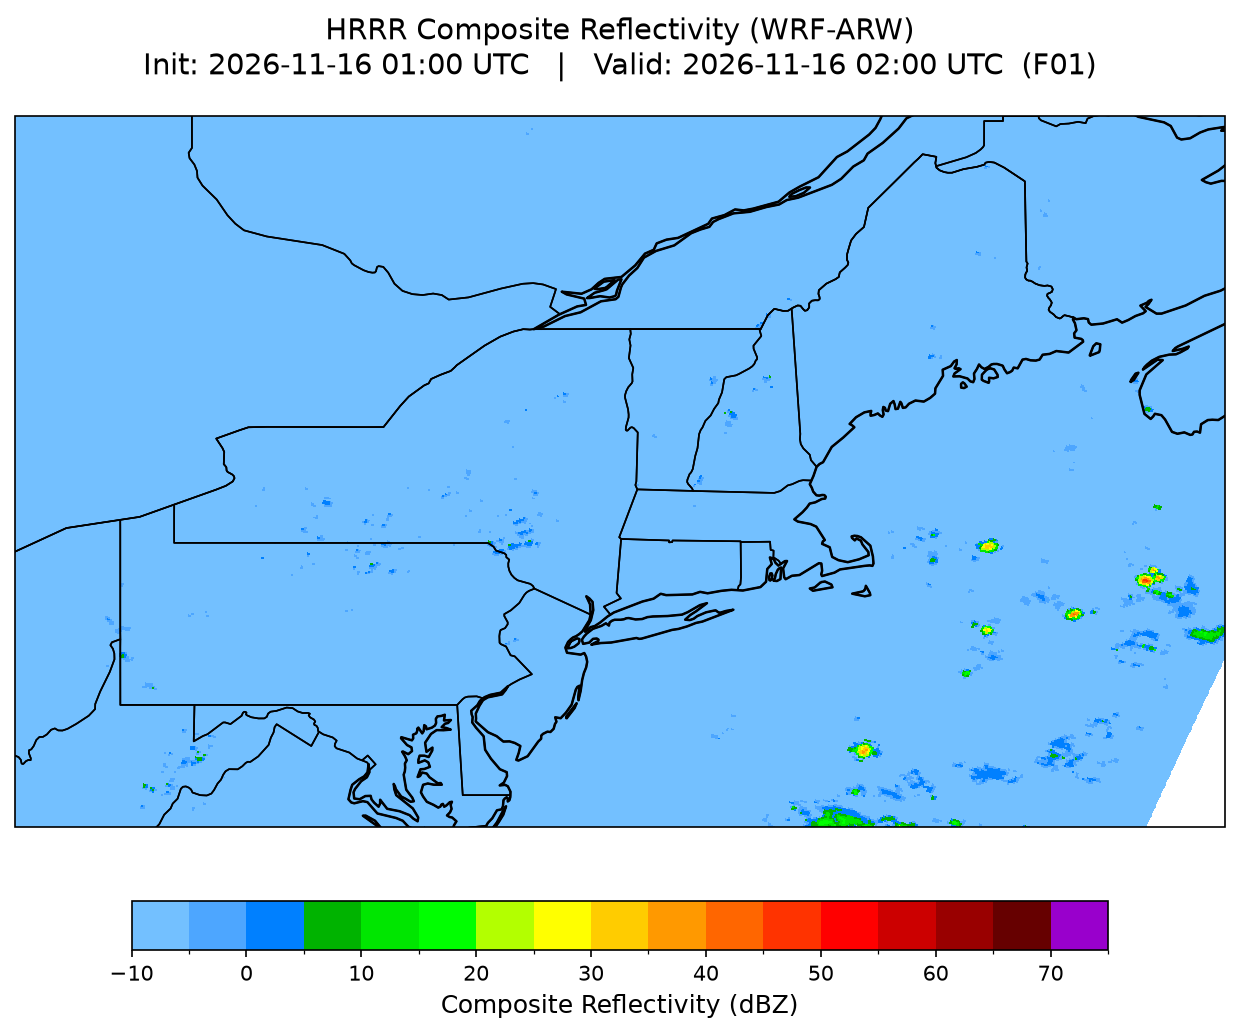 HRRR Composite Reflectivity (WRF-ARW)
Init: 2026-11-16 01:00 UTC   |   Valid: 2026-11-16 02:00 UTC  (F01)
−10 0 10 20 30 40 50 60 70
Composite Reflectivity (dBZ)